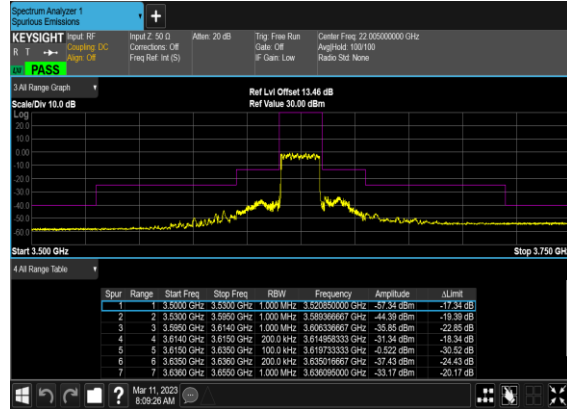 Spectrum Analyzer 1
Spurious Emissions
+
KEYSIGHT Input: RF Input Z: 50 Ω Atten: 20 dB Trig: Free Run Center Freq: 22.005000000 GHz
R T Coupling: DC Corrections: Off Gate: Off Avg|Hold: 100/100
Align: Off Freq Ref: Int (S) IF Gain: Low Radio Std: None
PASS
3 All Range Graph
Ref Lvl Offset 13.46 dB
Scale/Div 10.0 dB Ref Value 30.00 dBm
Log
20.0
10.0
0.00
-10.0
-20.0
-30.0
-40.0
-50.0
-60.0
Start 3.500 GHz Stop 3.750 GH
4 All Range Table
Spur Range Start Freq Stop Freq RBW Frequency Amplitude ΔLimit
1 1 3.5000 GHz 3.5300 GHz 1.000 MHz 3.520850000 GHz -57.34 dBm -17.34 dB
2 2 3.5300 GHz 3.5950 GHz 1.000 MHz 3.589366667 GHz -44.39 dBm -19.39 dB
3 3 3.5950 GHz 3.6140 GHz 1.000 MHz 3.606336667 GHz -35.85 dBm -22.85 dB
4 4 3.6140 GHz 3.6150 GHz 200.0 kHz 3.614958333 GHz -31.34 dBm -18.34 dB
5 5 3.6150 GHz 3.6350 GHz 100.0 kHz 3.619733333 GHz -0.522 dBm -30.52 dB
6 6 3.6350 GHz 3.6360 GHz 200.0 kHz 3.635016667 GHz -37.43 dBm -24.43 dB
7 7 3.6360 GHz 3.6550 GHz 1.000 MHz 3.636095000 GHz -33.17 dBm -20.17 dB
?
Mar 11, 2023
8:09:26 AM